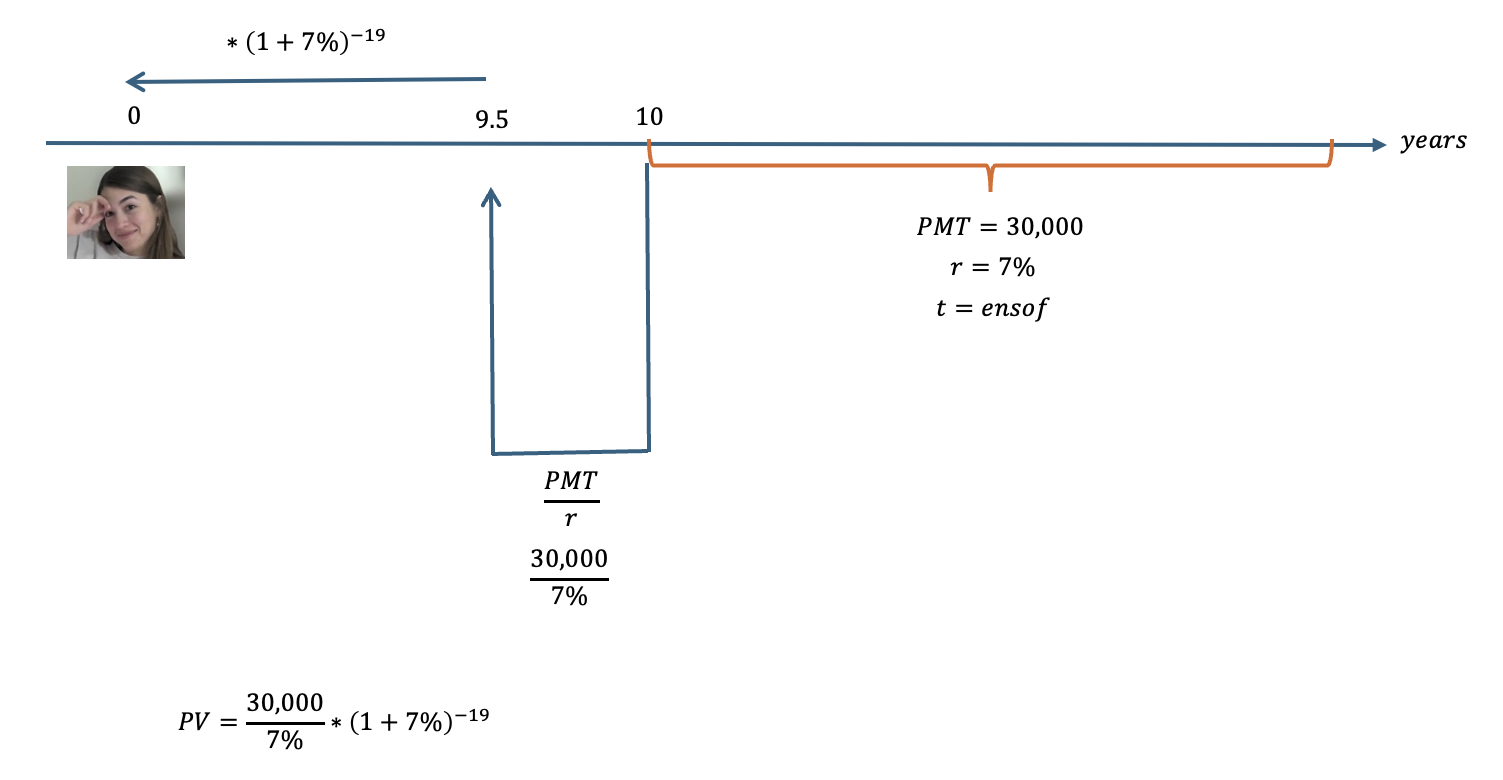 * (1 + 7%)⁻¹⁹
0
9.5
10
years
PMT = 30,000
r = 7%
t = ensof
PMT
r
30,000
7%
PV = 30,000/7% * (1 + 7%)⁻¹⁹